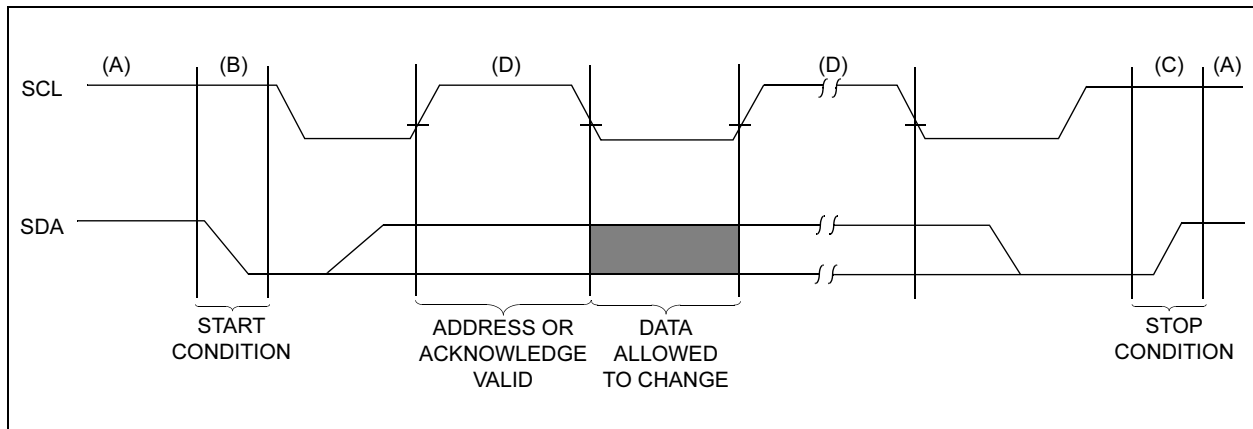 (A) (B) (D) (D) (C) (A)
SCL
SDA
START
CONDITION
ADDRESS OR
ACKNOWLEDGE
VALID
DATA
ALLOWED
TO CHANGE
STOP
CONDITION